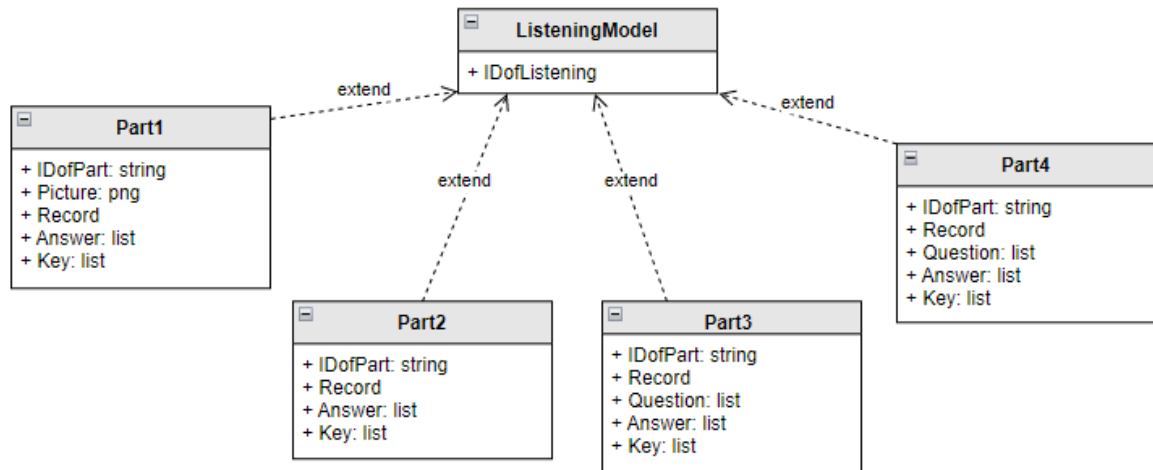 ListeningModel
+ IDofListening
extend
extend
extend
extend
Part1
+ IDofPart: string
+ Picture: png
+ Record
+ Answer: list
+ Key: list
Part2
+ IDofPart: string
+ Record
+ Answer: list
+ Key: list
Part3
+ IDofPart: string
+ Record
+ Question: list
+ Answer: list
+ Key: list
Part4
+ IDofPart: string
+ Record
+ Question: list
+ Answer: list
+ Key: list